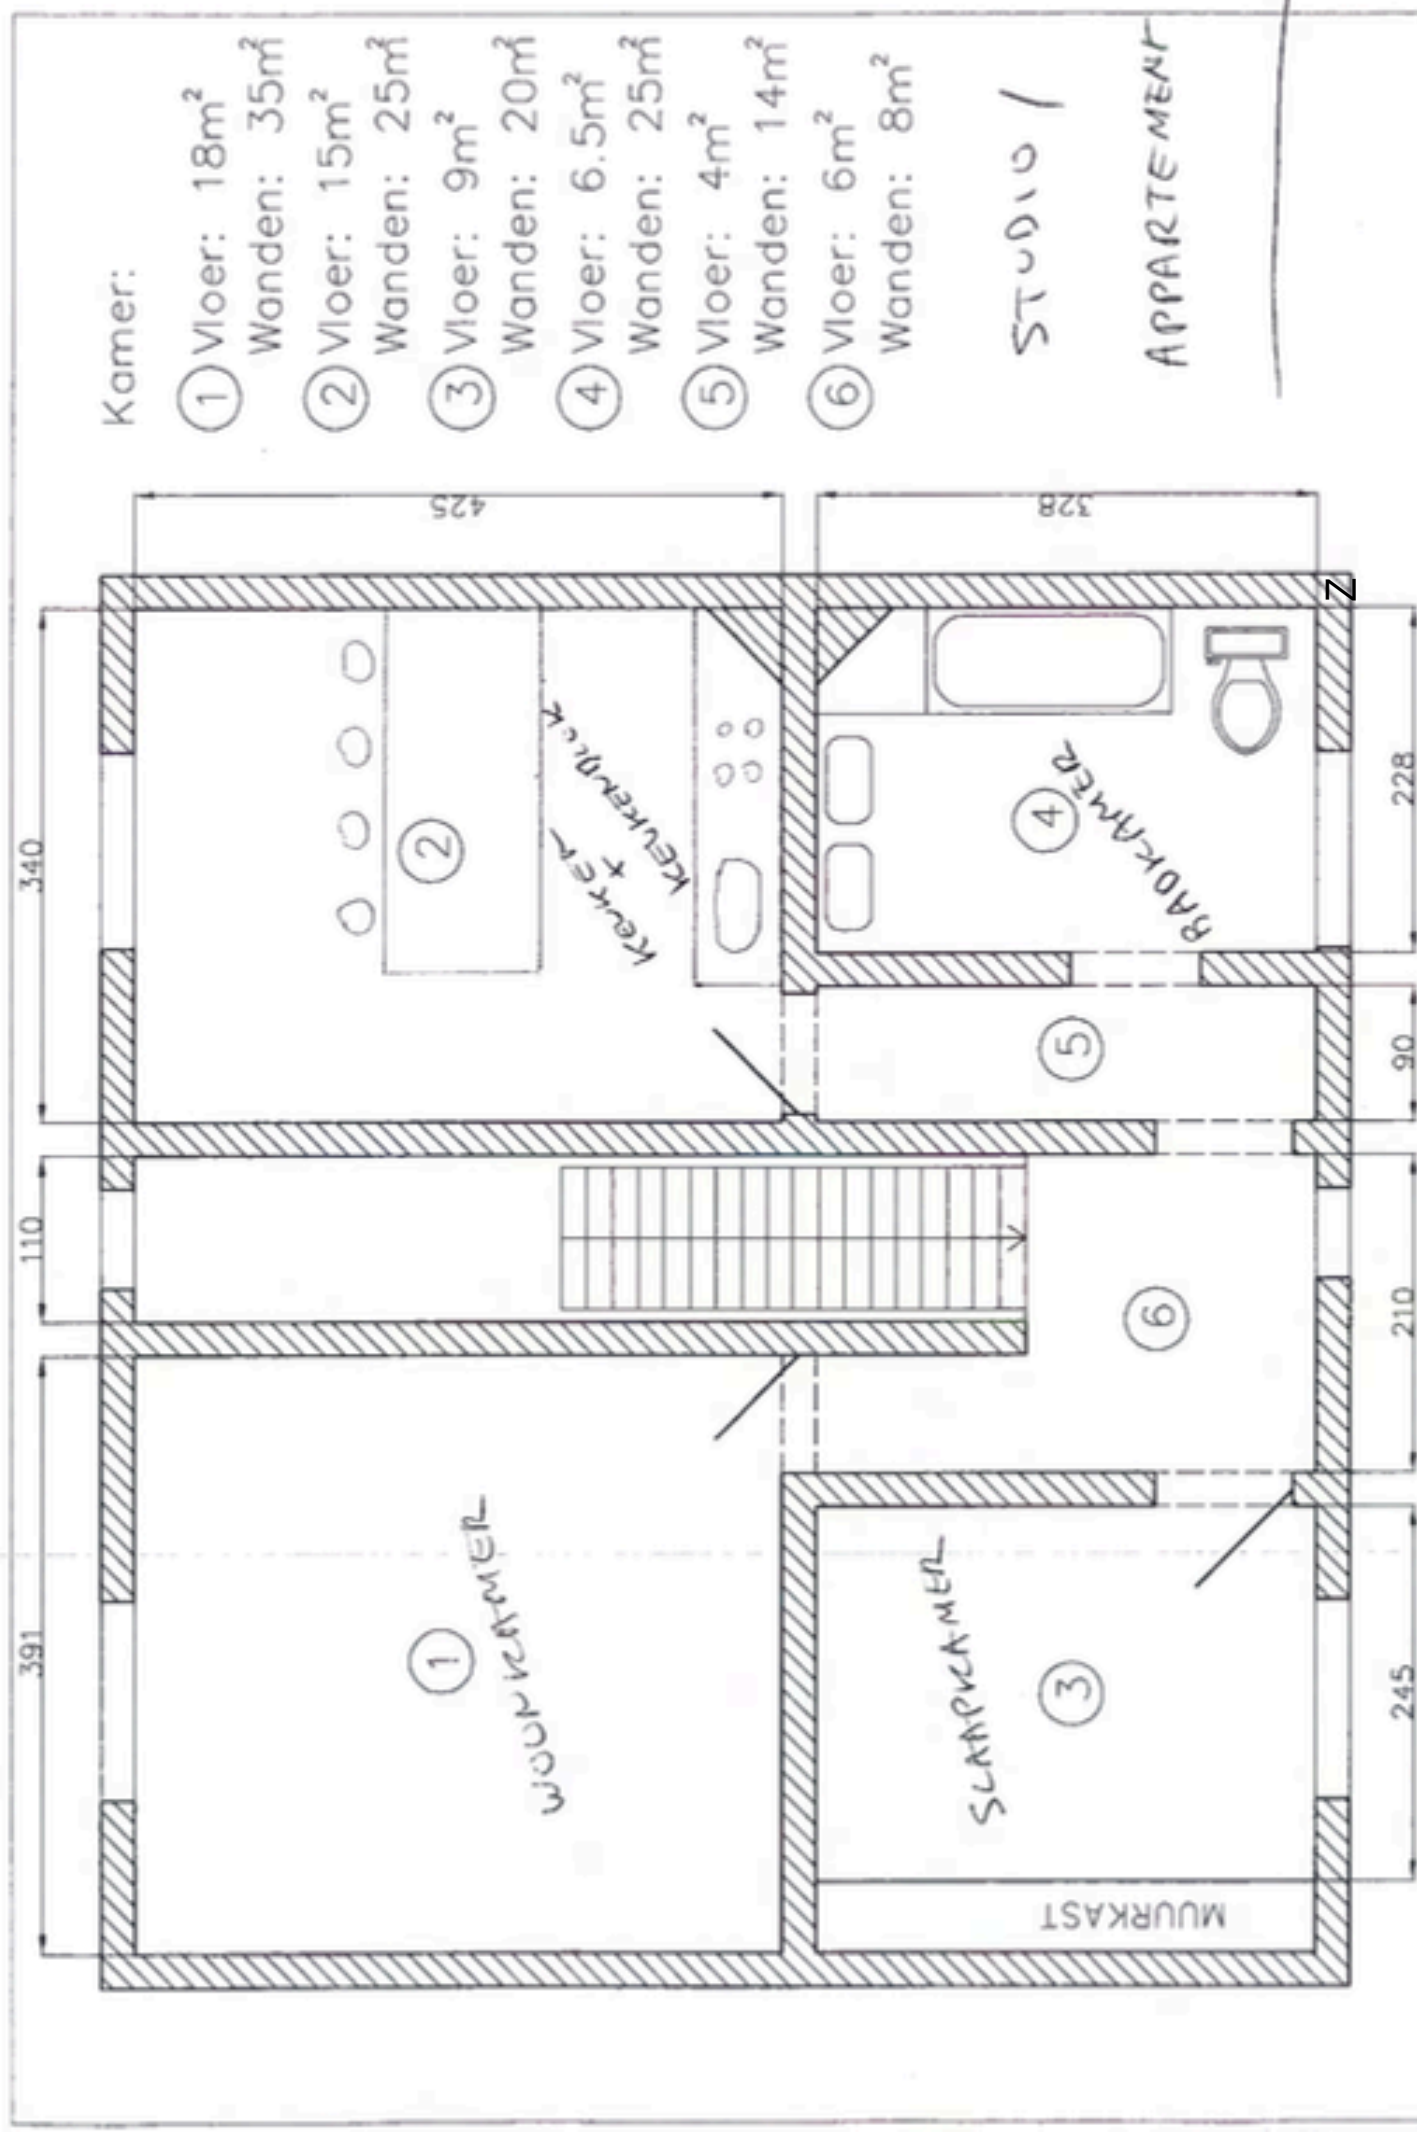 Kamer:
1 Vloer: 18m²
Wanden: 35m²
2 Vloer: 15m²
Wanden: 25m²
3 Vloer: 9m²
Wanden: 20m²
4 Vloer: 6.5m²
Wanden: 25m²
5 Vloer: 4m²
Wanden: 14m²
6 Vloer: 6m²
Wanden: 8m²
STUDIO /
APPARTEMENT
391
110
340
425
328
245
210
90
228
1
WOONKAMER
2
KEUKEN
+
KEUKENBLOK
3
SLAAPKAMER
MUURKAST
4
BADKAMER
5
6
Z